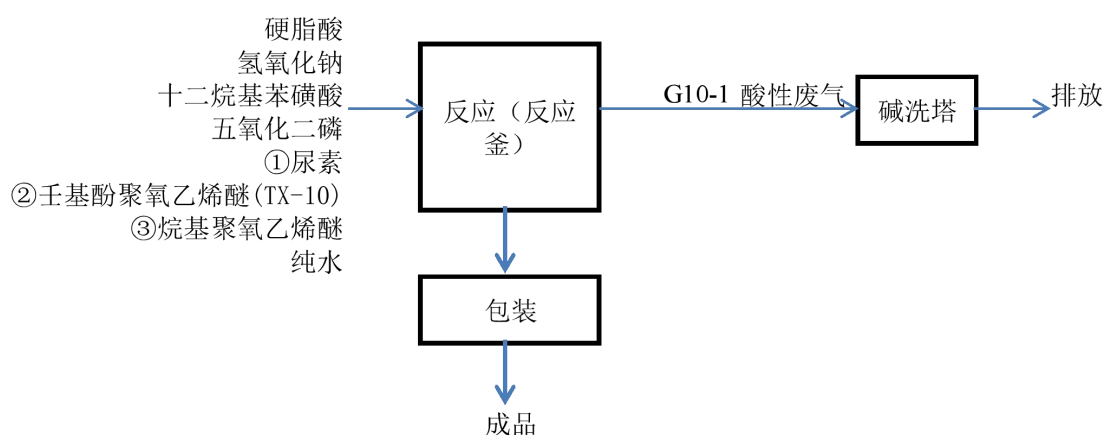 硬脂酸
氢氧化钠
十二烷基苯磺酸
五氧化二磷
①尿素
②壬基酚聚氧乙烯醚(TX-10)
③烷基聚氧乙烯醚
纯水
反应（反应
釜）
G10-1 酸性废气
碱洗塔
排放
包装
成品